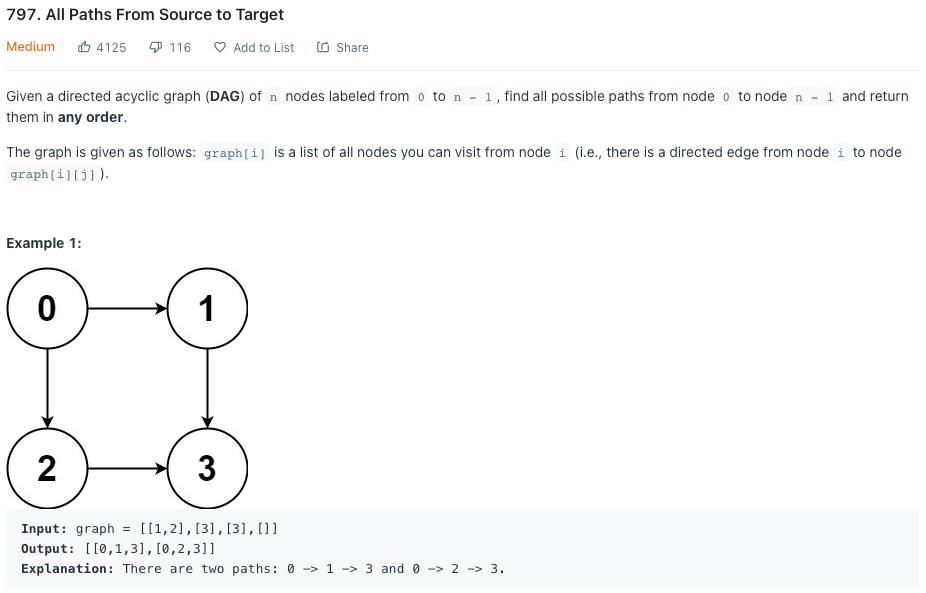 797. All Paths From Source to Target
Medium 4125 116 Add to List Share
Given a directed acyclic graph (DAG) of n nodes labeled from 0 to n - 1, find all possible paths from node 0 to node n - 1 and return
them in any order.
The graph is given as follows: graph[i] is a list of all nodes you can visit from node i (i.e., there is a directed edge from node i to node
graph[i][j]).
Example 1:
0 1
2 3
Input: graph = [[1,2],[3],[3],[]]
Output: [[0,1,3],[0,2,3]]
Explanation: There are two paths: 0 -> 1 -> 3 and 0 -> 2 -> 3.